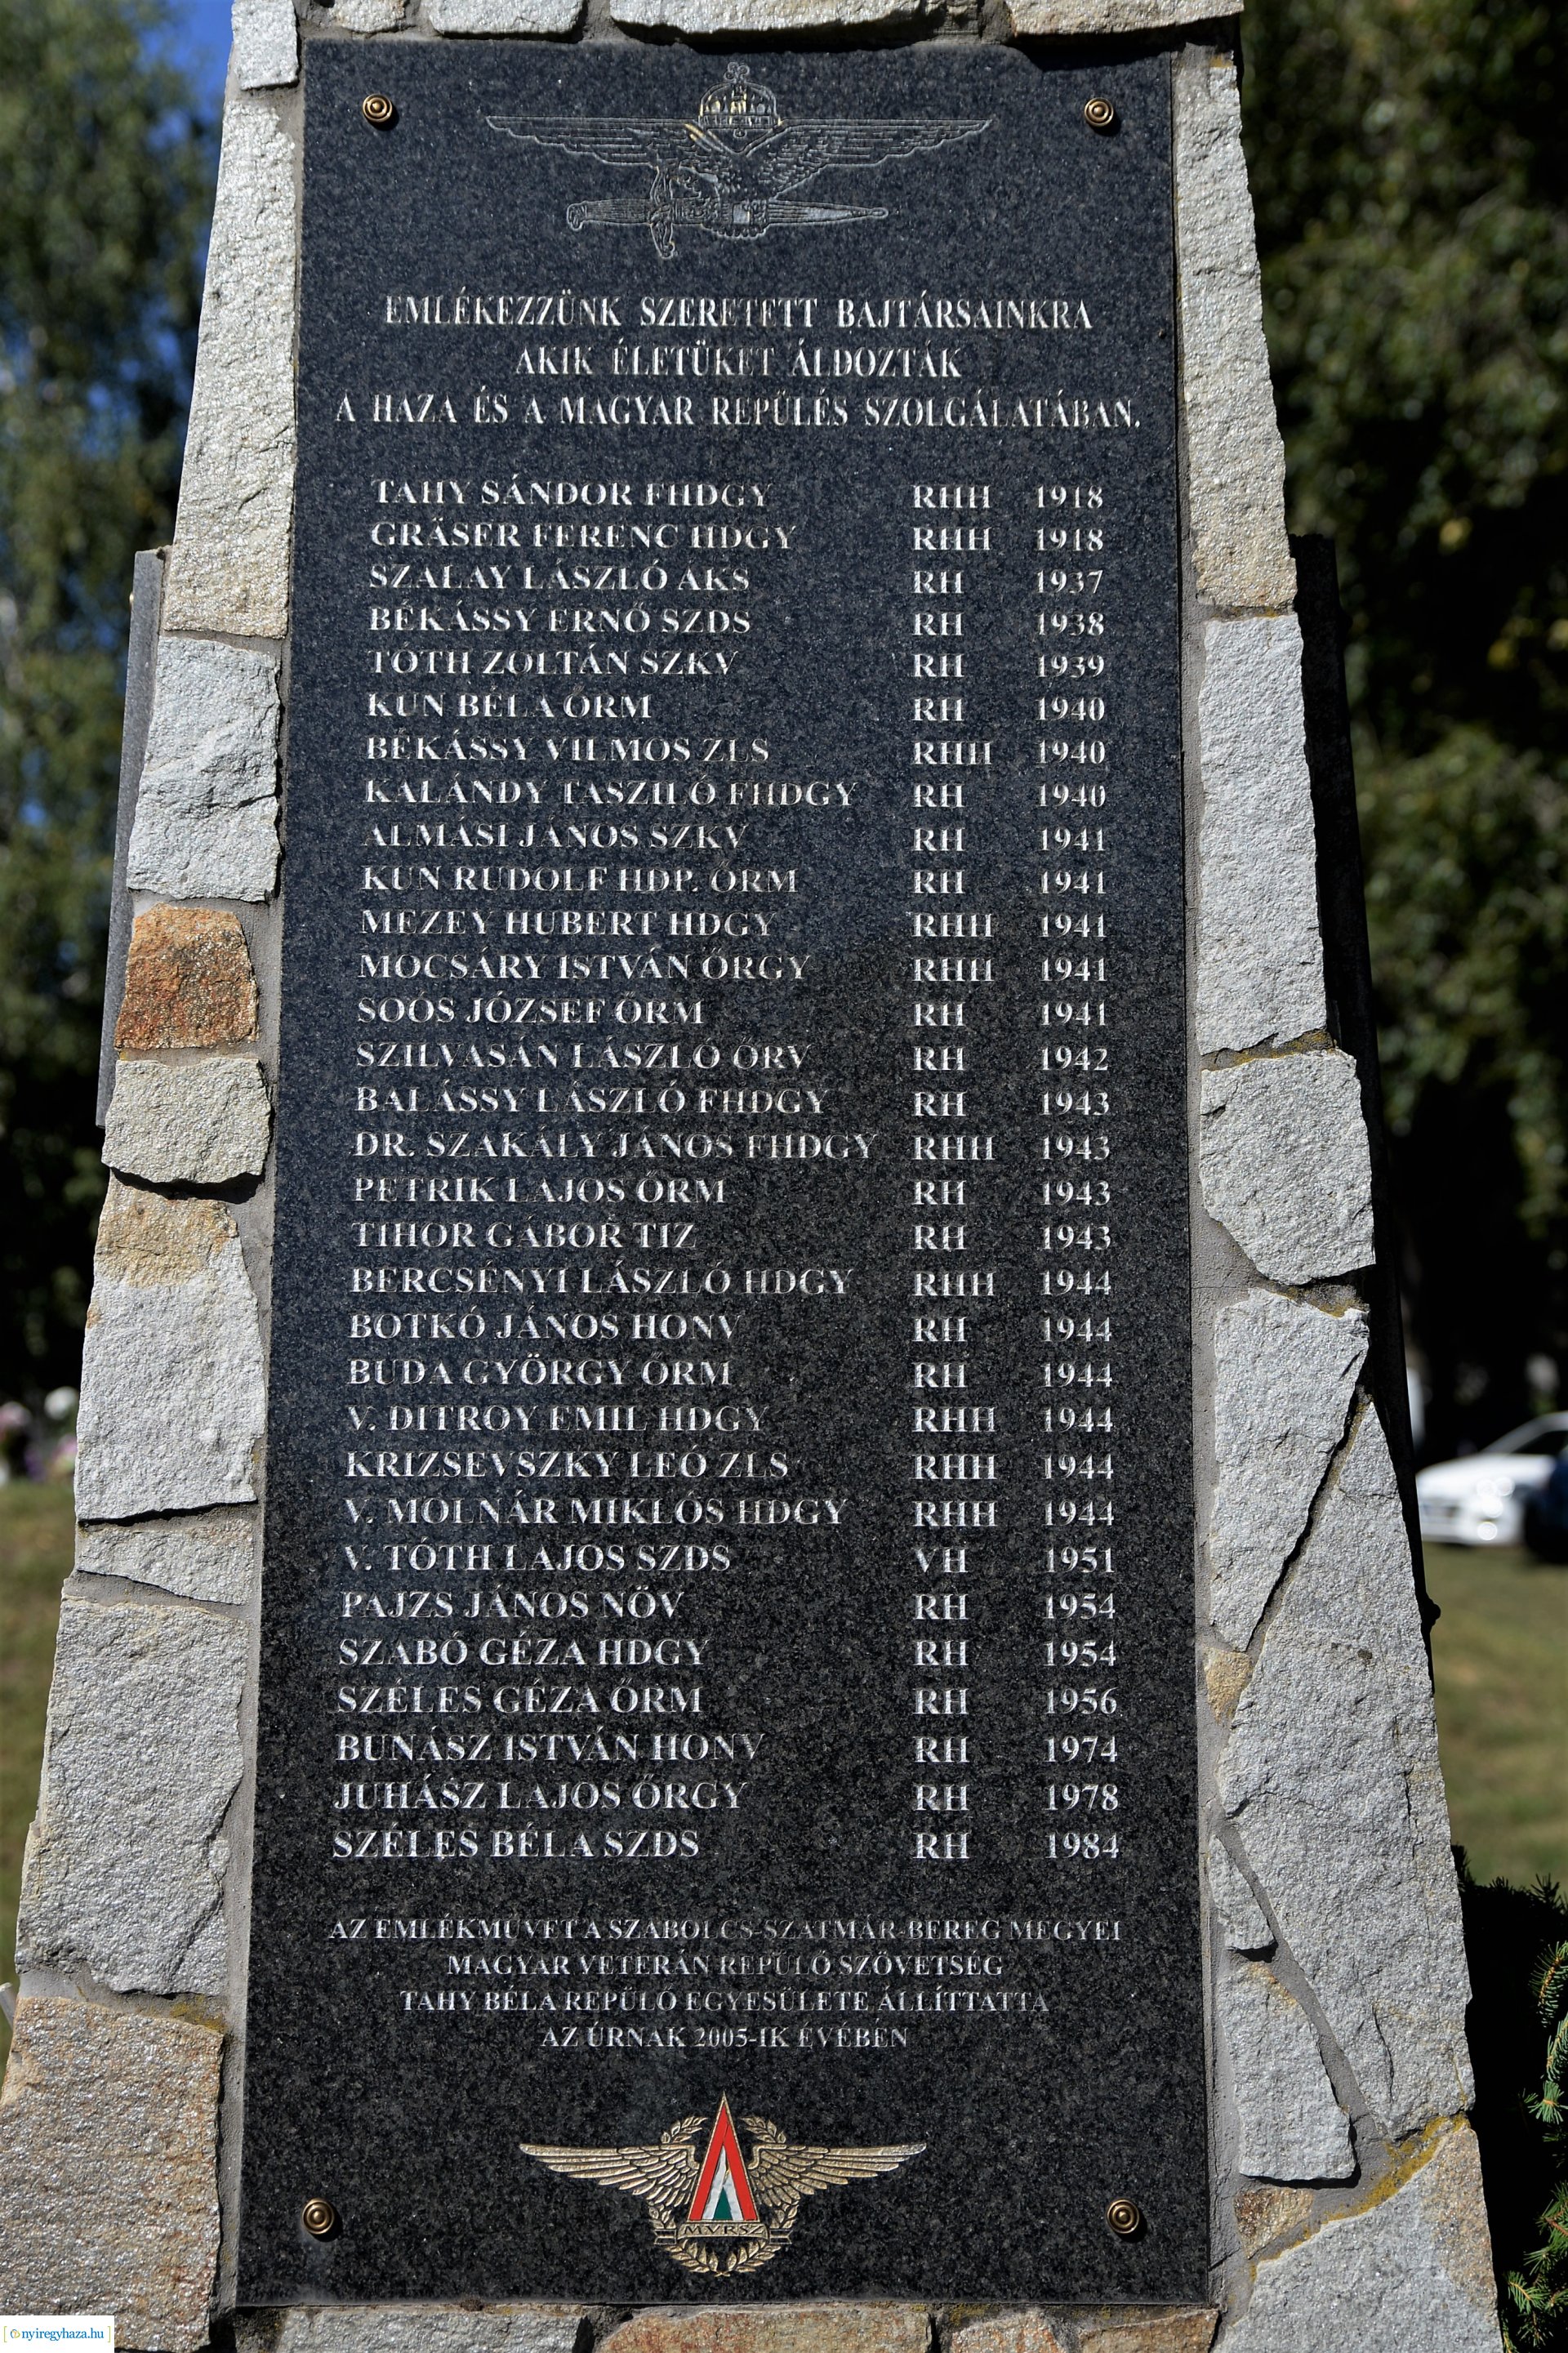 EMLÉKEZZÜNK SZERETETT BAJTÁRSAINKRA
AKIK ÉLETÜKET ÁLDOZTÁK
A HAZA ÉS A MAGYAR REPÜLÉS SZOLGÁLATÁBAN.
TAHY SÁNDOR FHDGY RHH 1918
GRÄSER FERENC HDGY RHH 1918
SZALAY LÁSZLÓ AKS RH 1937
BÉKÁSSY ERNŐ SZDS RH 1938
TÓTH ZOLTÁN SZKV RH 1939
KUN BÉLA ŐRM RH 1940
BÉKÁSSY VILMOS ZLS RHH 1940
KALÁNDY TASZILÓ FHDGY RH 1940
ALMÁSI JÁNOS SZKV RH 1941
KUN RUDOLF HDP. ŐRM RH 1941
MEZEY HUBERT HDGY RHH 1941
MOCSÁRY ISTVÁN ŐRGY RHH 1941
SOÓS JÓZSEF ŐRM RH 1941
SZILVASÁN LÁSZLÓ ŐRV RH 1942
BALÁSSY LÁSZLÓ FHDGY RH 1943
DR. SZAKÁLY JÁNOS FHDGY RHH 1943
PETRIK LAJOS ŐRM RH 1943
TIHOR GÁBOR TIZ RH 1943
BERCSÉNYI LÁSZLÓ HDGY RHH 1944
BOTKÓ JÁNOS HONV RH 1944
BUDA GYÖRGY ŐRM RH 1944
V. DITROY EMIL HDGY RHH 1944
KRIZSEVSZKY LEÓ ZLS RHH 1944
V. MOLNÁR MIKLÓS HDGY RHH 1944
V. TÓTH LAJOS SZDS VH 1951
PAJZS JÁNOS NÖV RH 1954
SZABÓ GÉZA HDGY RH 1954
SZÉLES GÉZA ŐRM RH 1956
BUNÁSZ ISTVÁN HONV RH 1974
JUHÁSZ LAJOS ŐRGY RH 1978
SZÉLES BÉLA SZDS RH 1984
AZ EMLÉKMŰVET A SZABOLCS-SZATMÁR-BEREG MEGYEI
MAGYAR VETERÁN REPÜLŐ SZÖVETSÉG
TAHY BÉLA REPÜLŐ EGYESÜLETE ÁLLÍTTATTA
AZ ÚRNAK 2005-IK ÉVÉBEN
MVRSZ
nyiregyhaza.hu